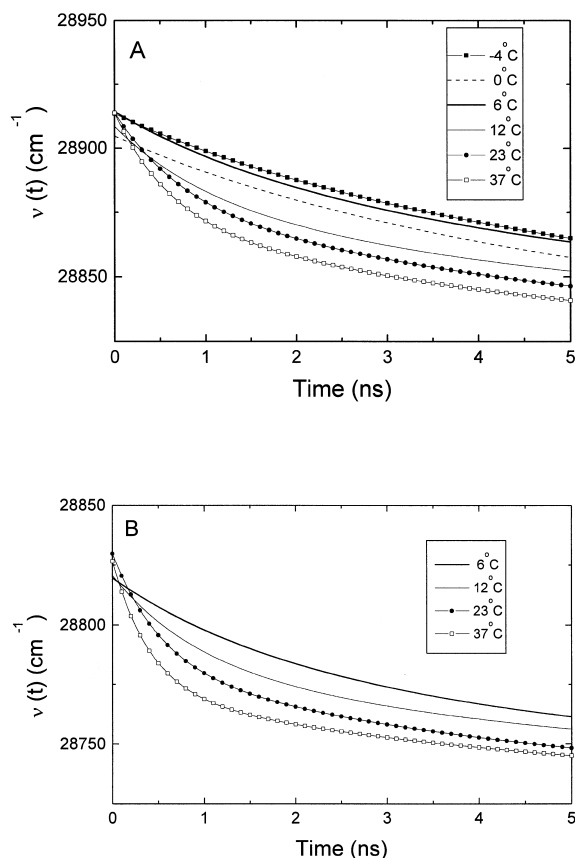 A
28950
28900
28850
ν (t) (cm⁻¹)
-4°C
0°C
6°C
12°C
23°C
37°C
0 1 2 3 4 5
Time (ns)
B
28850
28800
28750
ν (t) (cm⁻¹)
6°C
12°C
23°C
37°C
0 1 2 3 4 5
Time (ns)